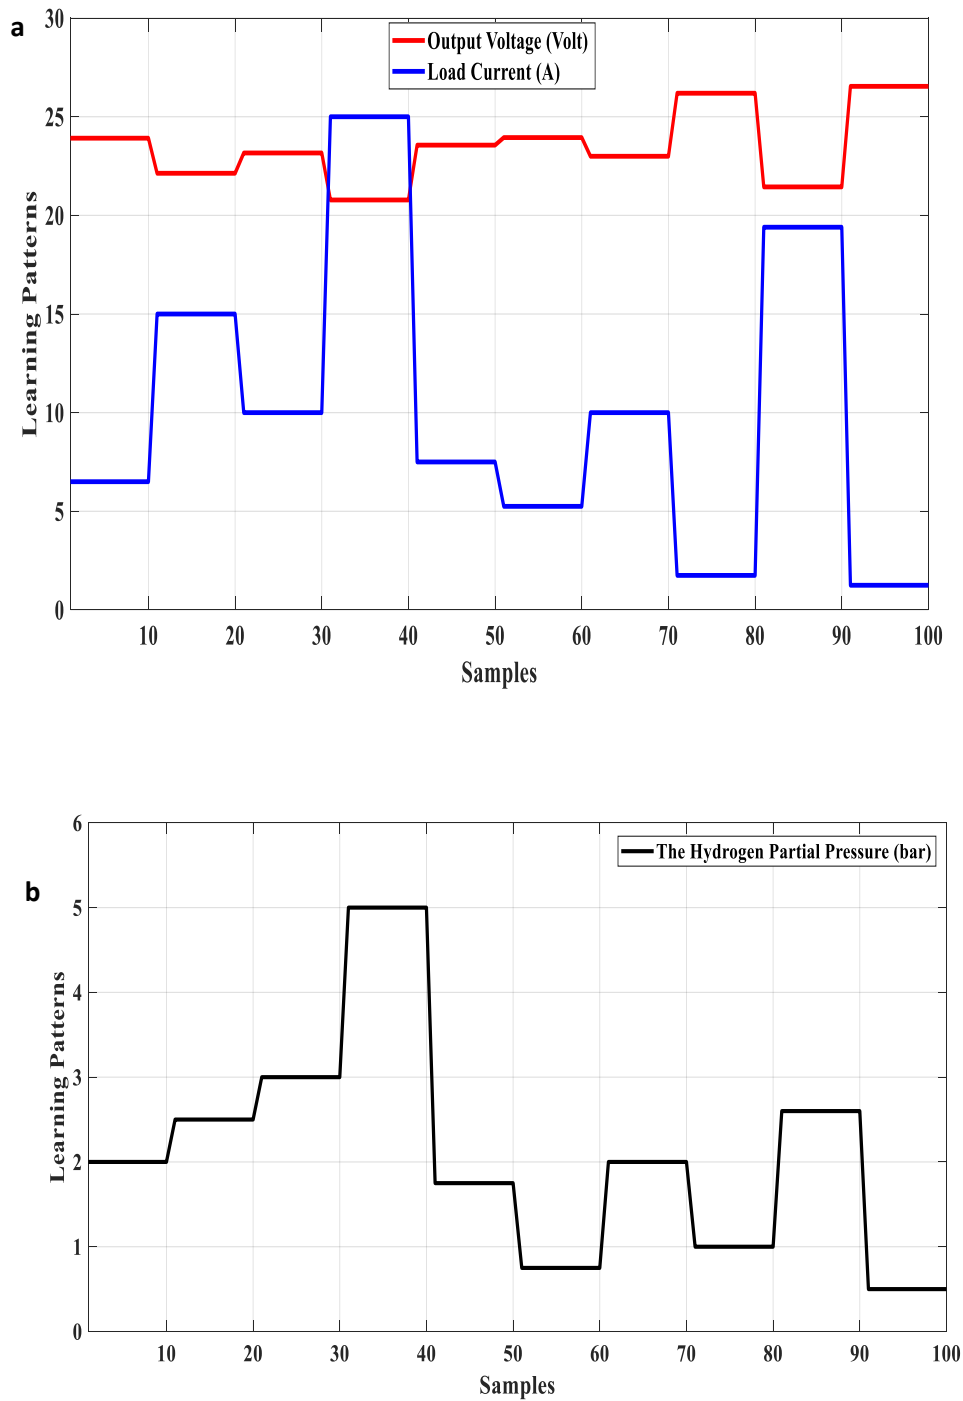 a
30
25
20
15
10
5
0
Learning Patterns
Output Voltage (Volt)
Load Current (A)
10 20 30 40 50 60 70 80 90 100
Samples
b
6
5
4
3
2
1
0
Learning Patterns
The Hydrogen Partial Pressure (bar)
10 20 30 40 50 60 70 80 90 100
Samples